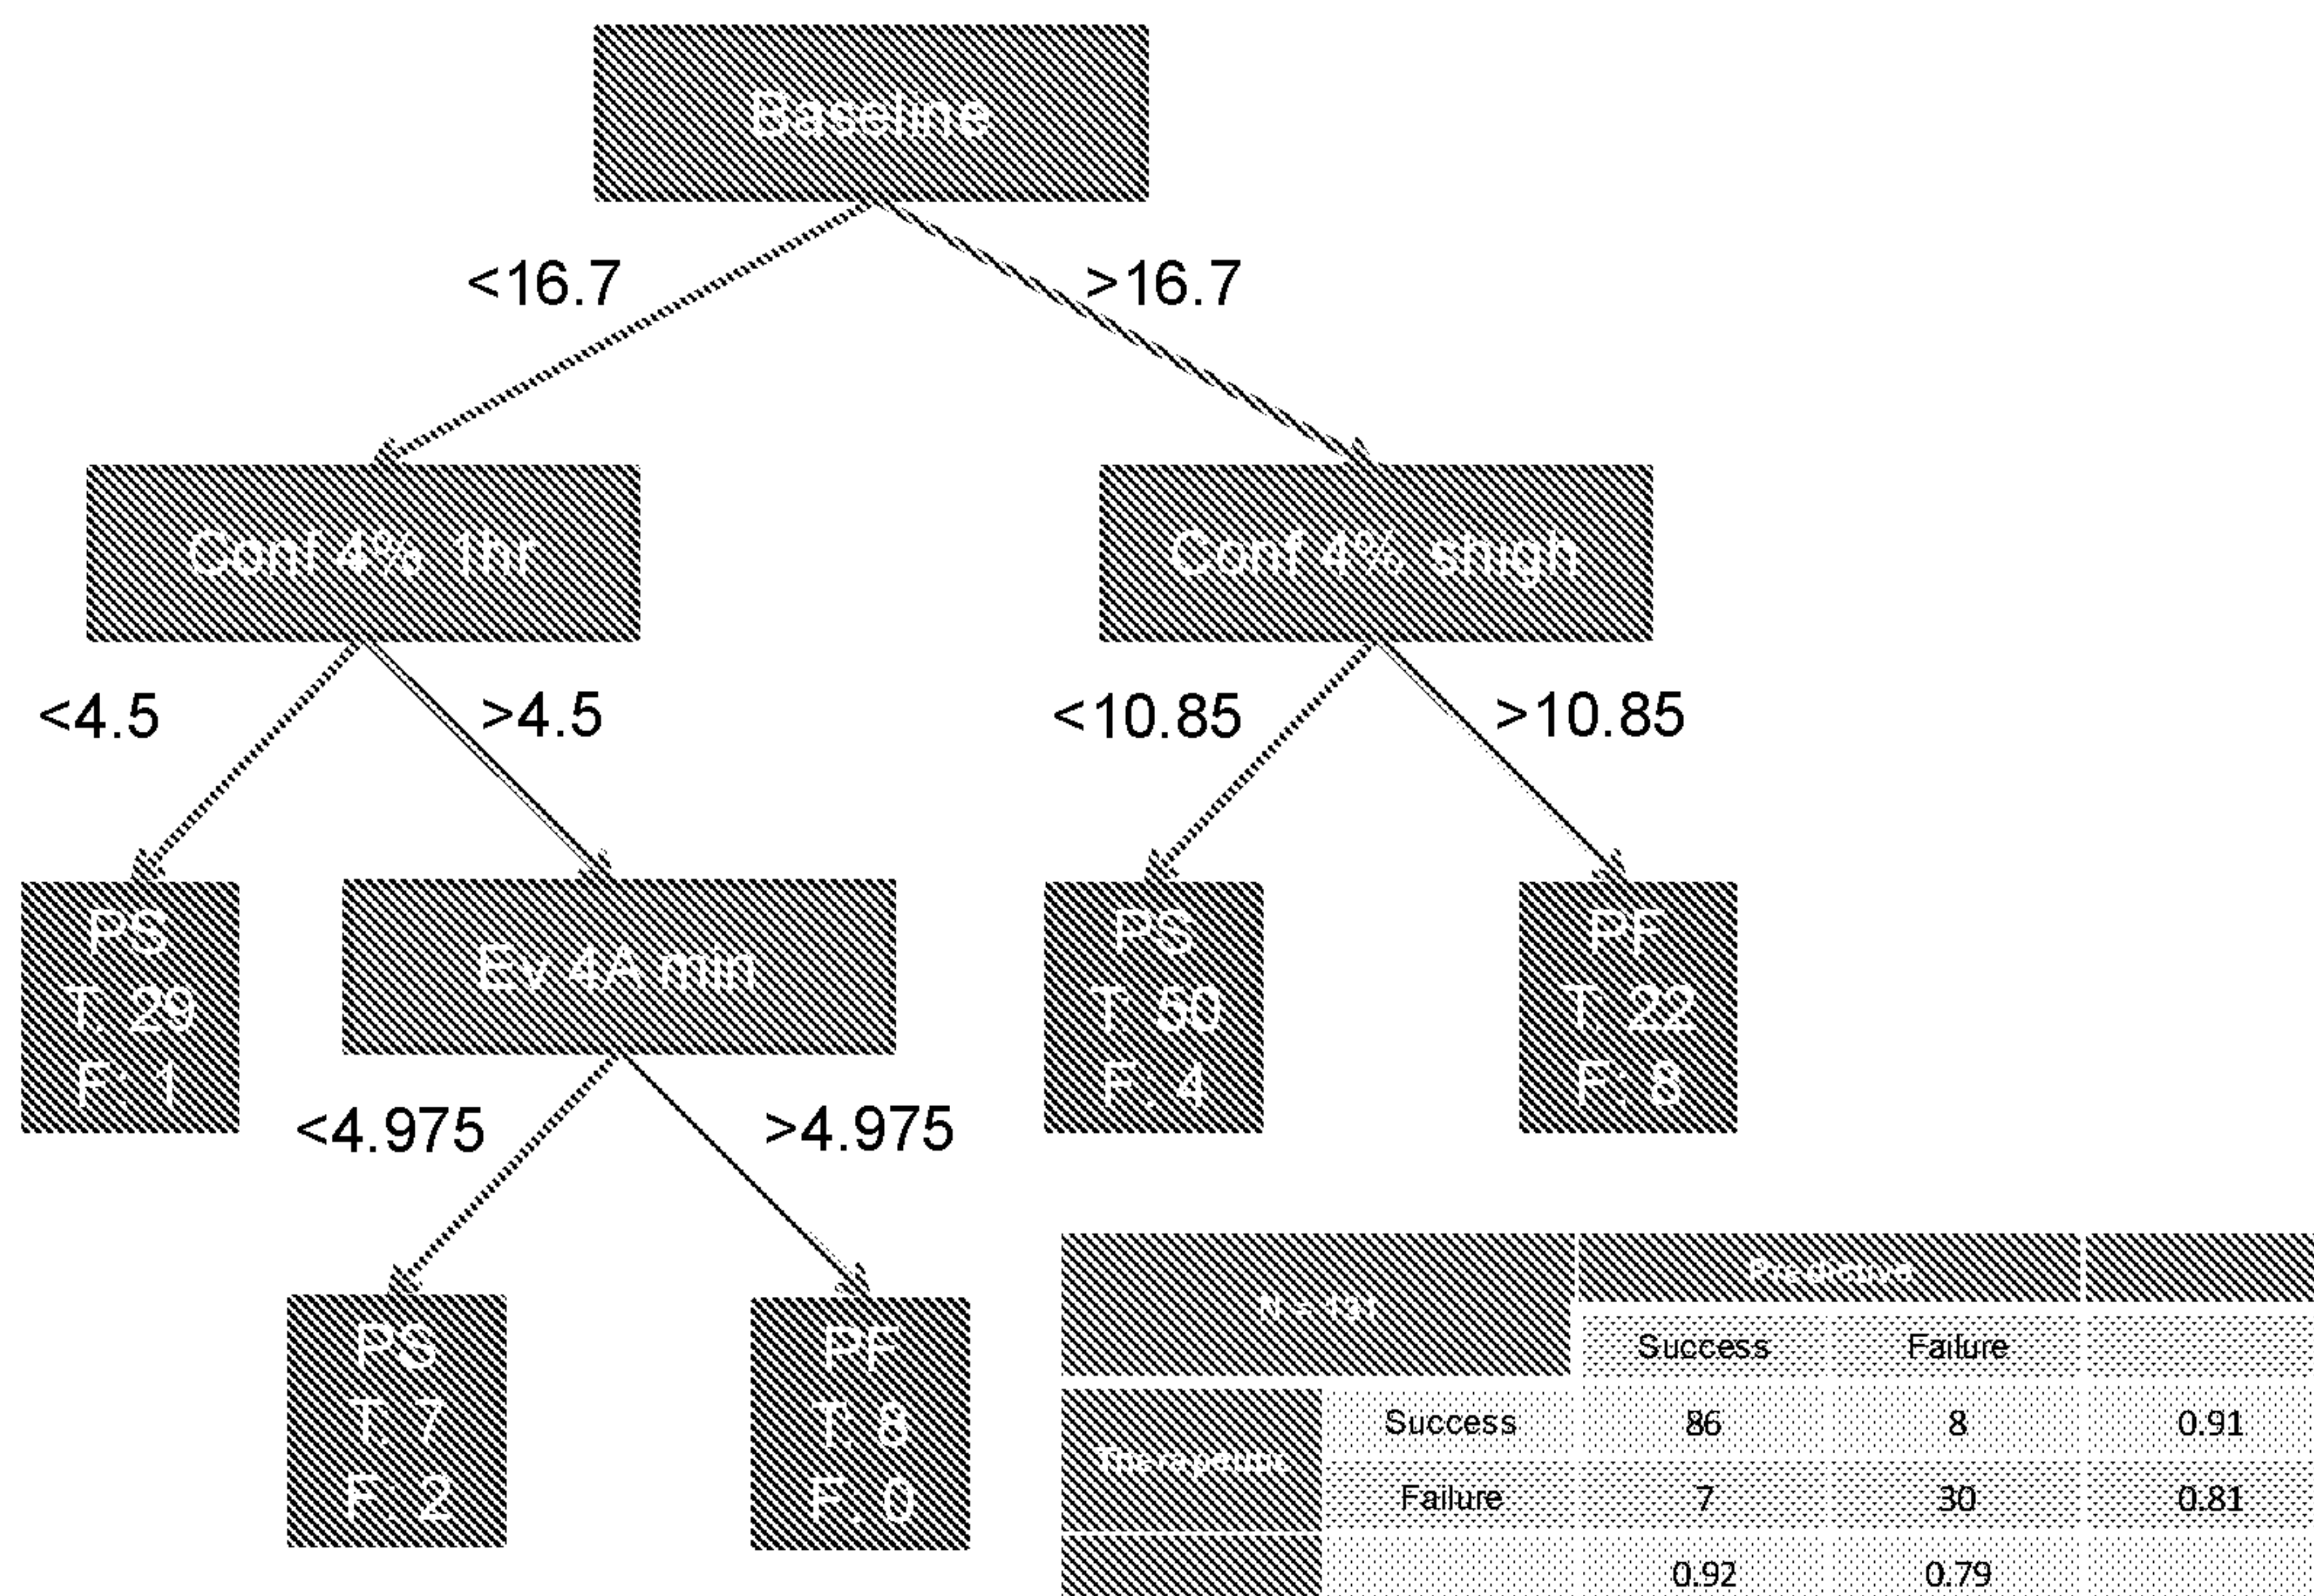 Baseline
<16.7
>16.7
Conf 4% 1hr
Conf 4% shigh
<4.5
>4.5
<10.85
>10.85
PS
T: 29
F: 1
Ev 4A min
PS
T: 50
F: 4
PF
T: 22
F: 8
<4.975
>4.975
PS
T: 7
F: 2
PF
T: 8
F: 0
N = 131
Predictive
Success Failure
Therapeutic
Success 86 8 0.91
Failure 7 30 0.81
0.92 0.79